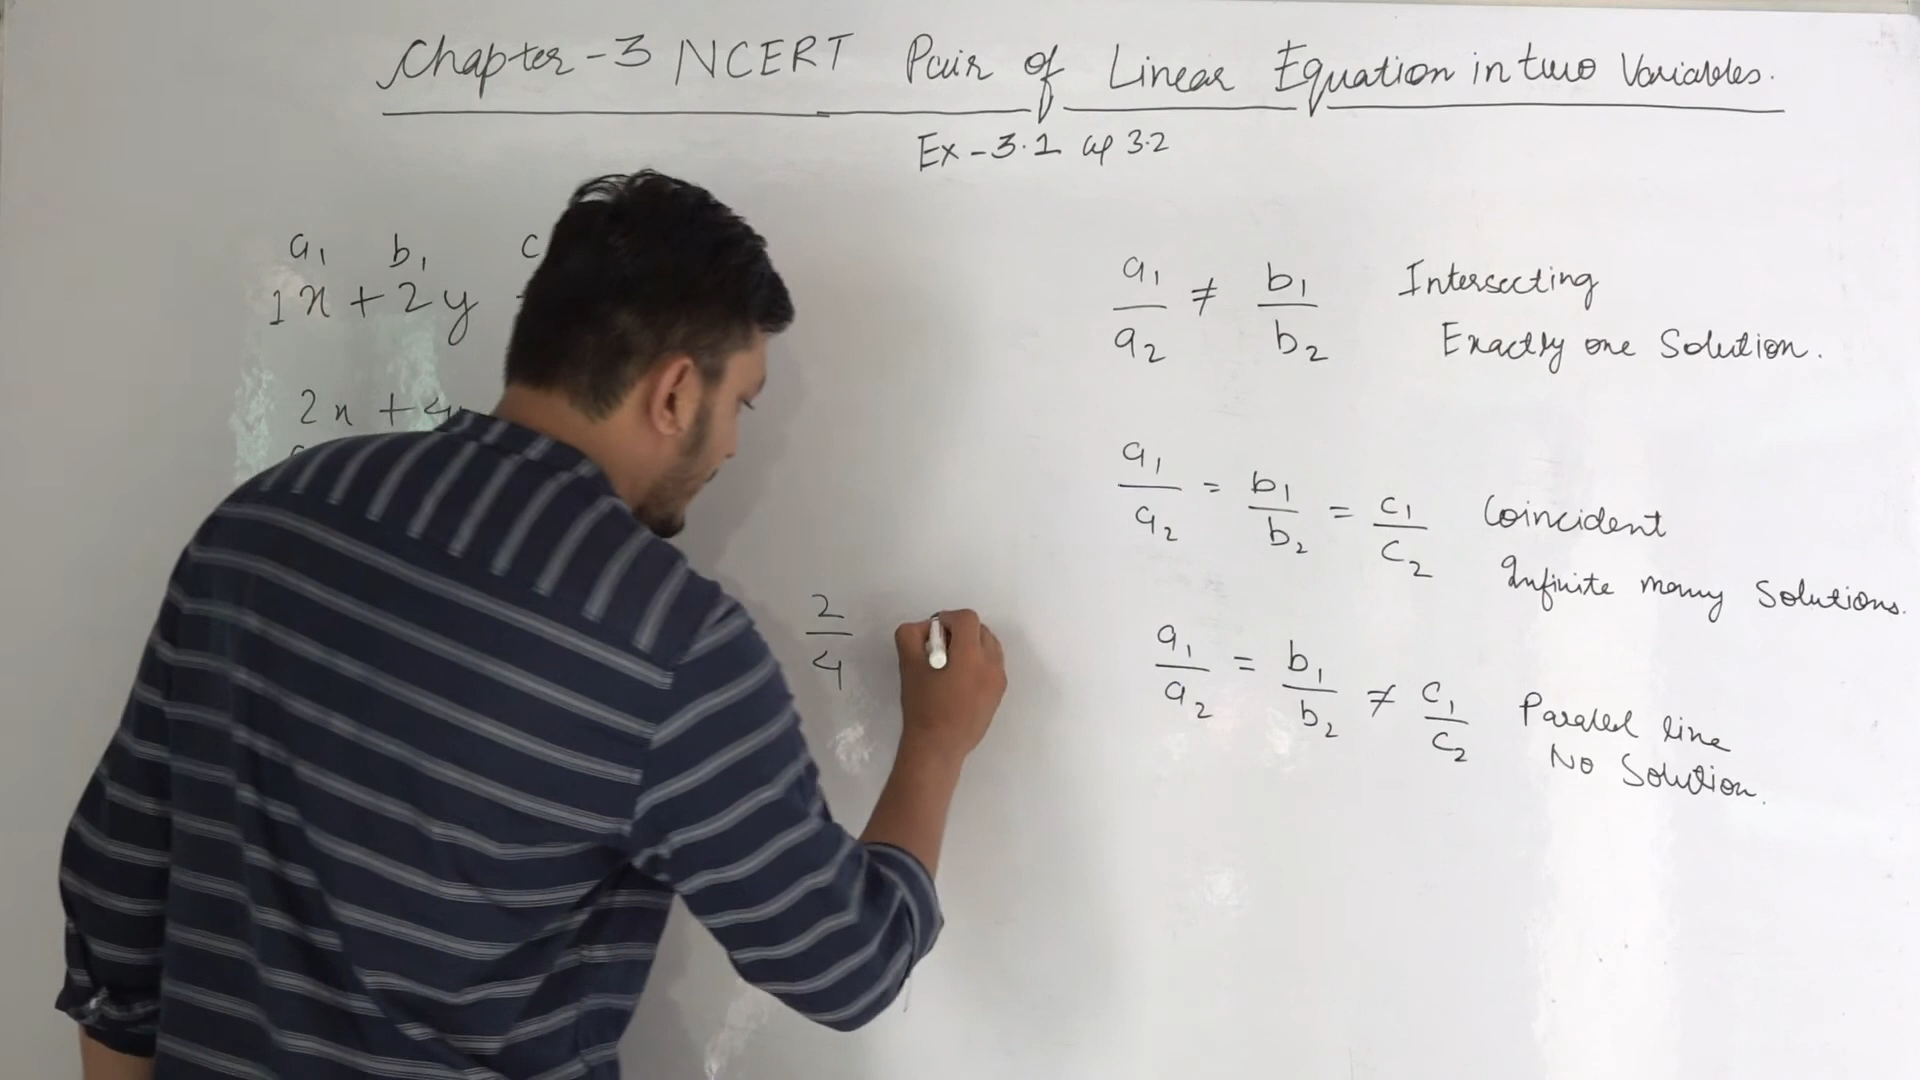 Chapter-3 NCERT Pair of Linear Equation in two Variables.
Ex-3.1 & 3.2
a₁ b₁ c
1x + 2y
2x + 4
2/4
a₁/a₂ ≠ b₁/b₂ Intersecting
Exactly one Solution.
a₁/a₂ = b₁/b₂ = c₁/c₂ Coincident
Infinite many Solutions.
a₁/a₂ = b₁/b₂ ≠ c₁/c₂ Paralel line
No Solution.